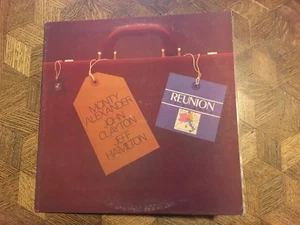 MONTY
ALEXANDER
JOHN
CLAYTON
JEFF
HAMILTON
REUNION